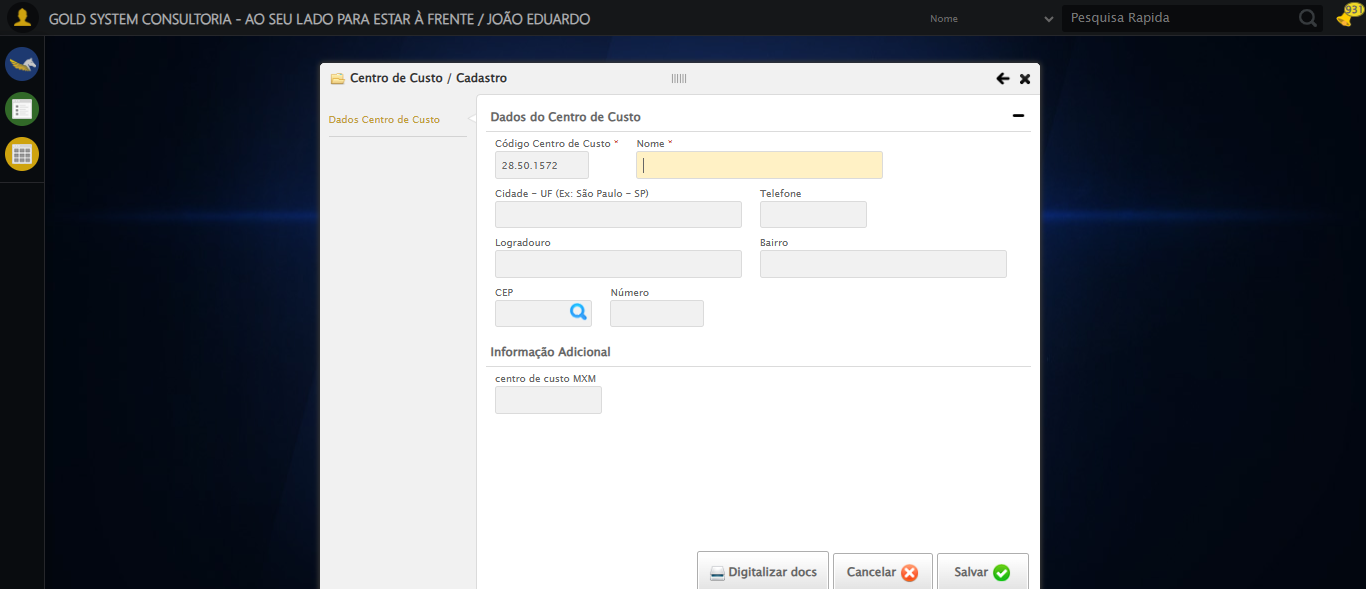 GOLD SYSTEM CONSULTORIA - AO SEU LADO PARA ESTAR À FRENTE / JOÃO EDUARDO
Nome
Pesquisa Rapida
931
Centro de Custo / Cadastro
Dados Centro de Custo
Dados do Centro de Custo
Código Centro de Custo * Nome *
28.50.1572
Cidade - UF (Ex: São Paulo - SP) Telefone
Logradouro Bairro
CEP Número
Informação Adicional
centro de custo MXM
Digitalizar docs Cancelar Salvar